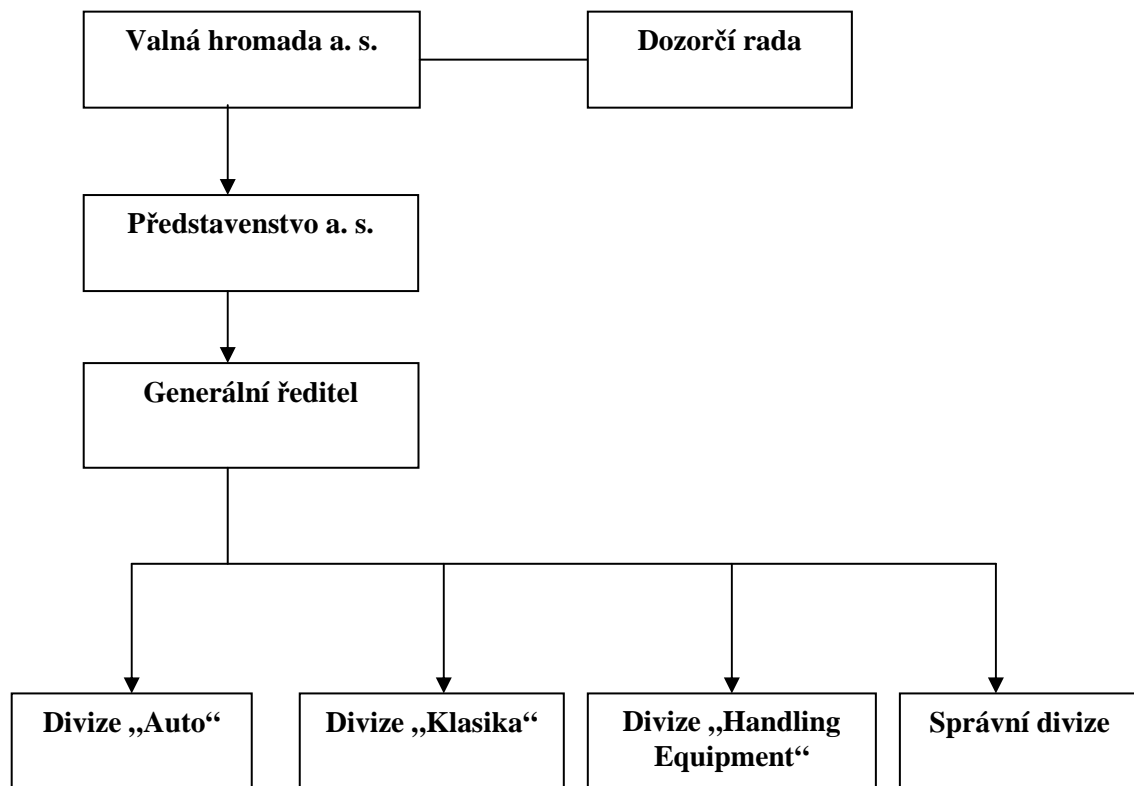 Valná hromada a. s.
Dozorčí rada
Představenstvo a. s.
Generální ředitel
Divize „Auto“
Divize „Klasika“
Divize „Handling
Equipment“
Správní divize